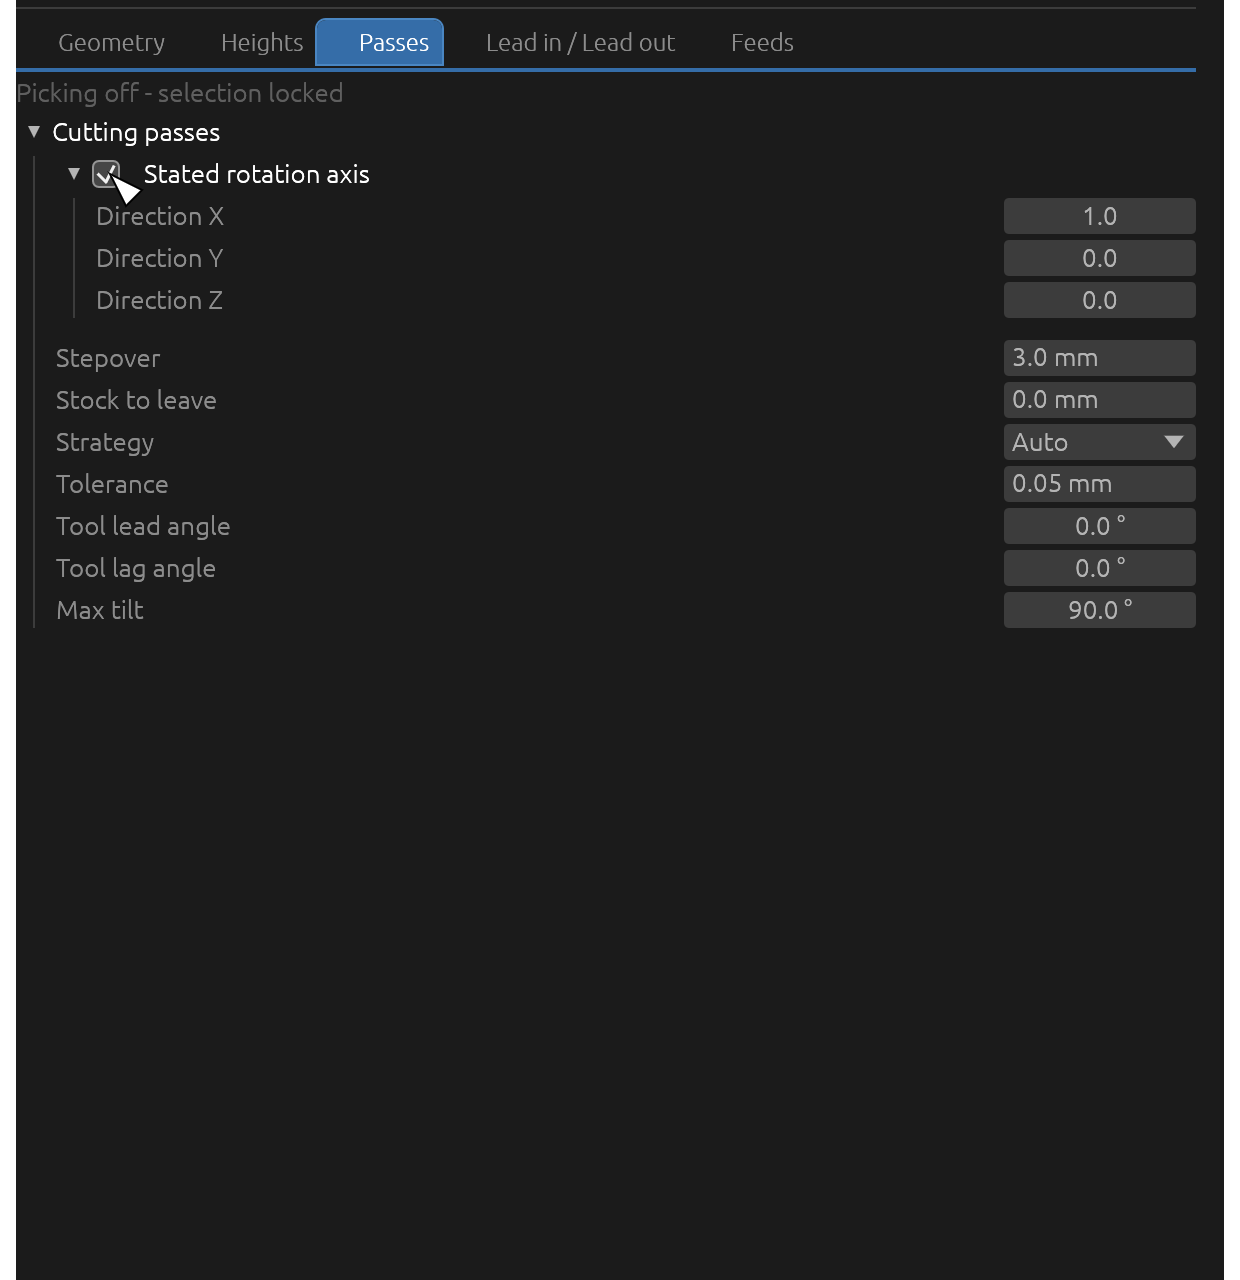 Geometry Heights Passes Lead in / Lead out Feeds
Picking off - selection locked
Cutting passes
Stated rotation axis
Direction X 1.0
Direction Y 0.0
Direction Z 0.0
Stepover 3.0 mm
Stock to leave 0.0 mm
Strategy Auto
Tolerance 0.05 mm
Tool lead angle 0.0 °
Tool lag angle 0.0 °
Max tilt 90.0 °